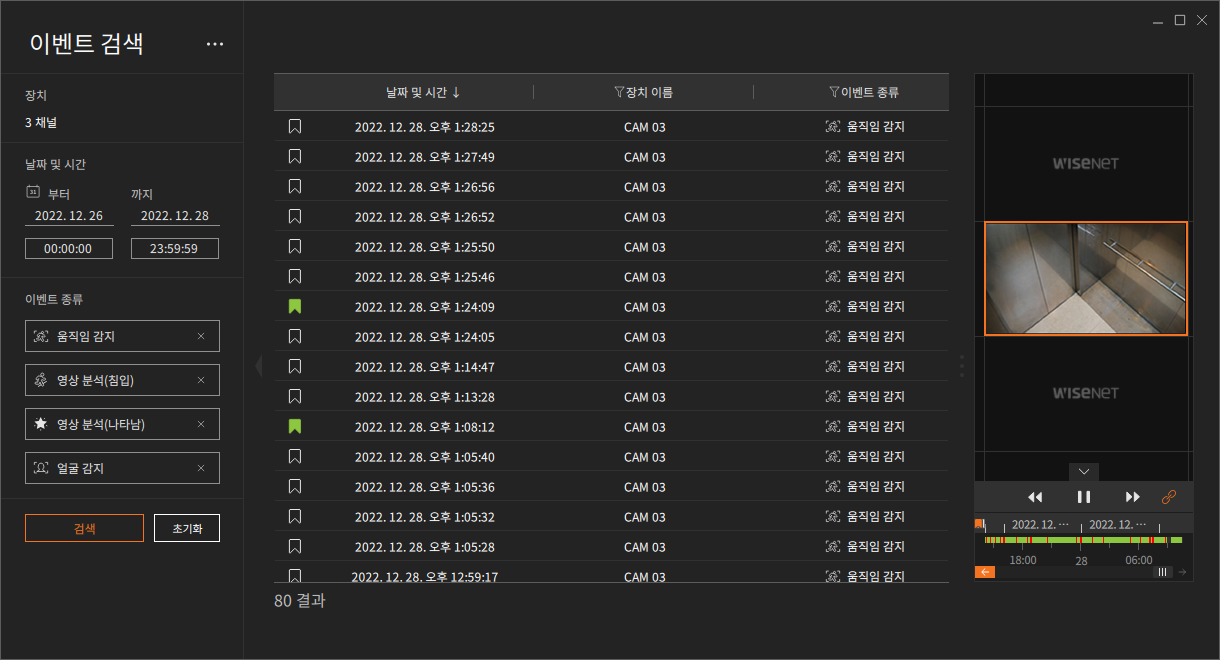 이벤트 검색 ···
장치
3 채널
날짜 및 시간
31 부터 까지
2022. 12. 26 2022. 12. 28
00:00:00 23:59:59
이벤트 종류
움직임 감지
영상 분석(침입)
영상 분석(나타남)
얼굴 감지
검색 초기화
날짜 및 시간 ↓ 장치 이름 이벤트 종류
2022. 12. 28. 오후 1:28:25 CAM 03 움직임 감지
2022. 12. 28. 오후 1:27:49 CAM 03 움직임 감지
2022. 12. 28. 오후 1:26:56 CAM 03 움직임 감지
2022. 12. 28. 오후 1:26:52 CAM 03 움직임 감지
2022. 12. 28. 오후 1:25:50 CAM 03 움직임 감지
2022. 12. 28. 오후 1:25:46 CAM 03 움직임 감지
2022. 12. 28. 오후 1:24:09 CAM 03 움직임 감지
2022. 12. 28. 오후 1:24:05 CAM 03 움직임 감지
2022. 12. 28. 오후 1:14:47 CAM 03 움직임 감지
2022. 12. 28. 오후 1:13:28 CAM 03 움직임 감지
2022. 12. 28. 오후 1:08:12 CAM 03 움직임 감지
2022. 12. 28. 오후 1:05:40 CAM 03 움직임 감지
2022. 12. 28. 오후 1:05:36 CAM 03 움직임 감지
2022. 12. 28. 오후 1:05:32 CAM 03 움직임 감지
2022. 12. 28. 오후 1:05:28 CAM 03 움직임 감지
2022. 12. 28. 오후 12:59:17 CAM 03 움직임 감지
80 결과
WISENET
WISENET
2022. 12. ··· 2022. 12. ···
18:00 28 06:00